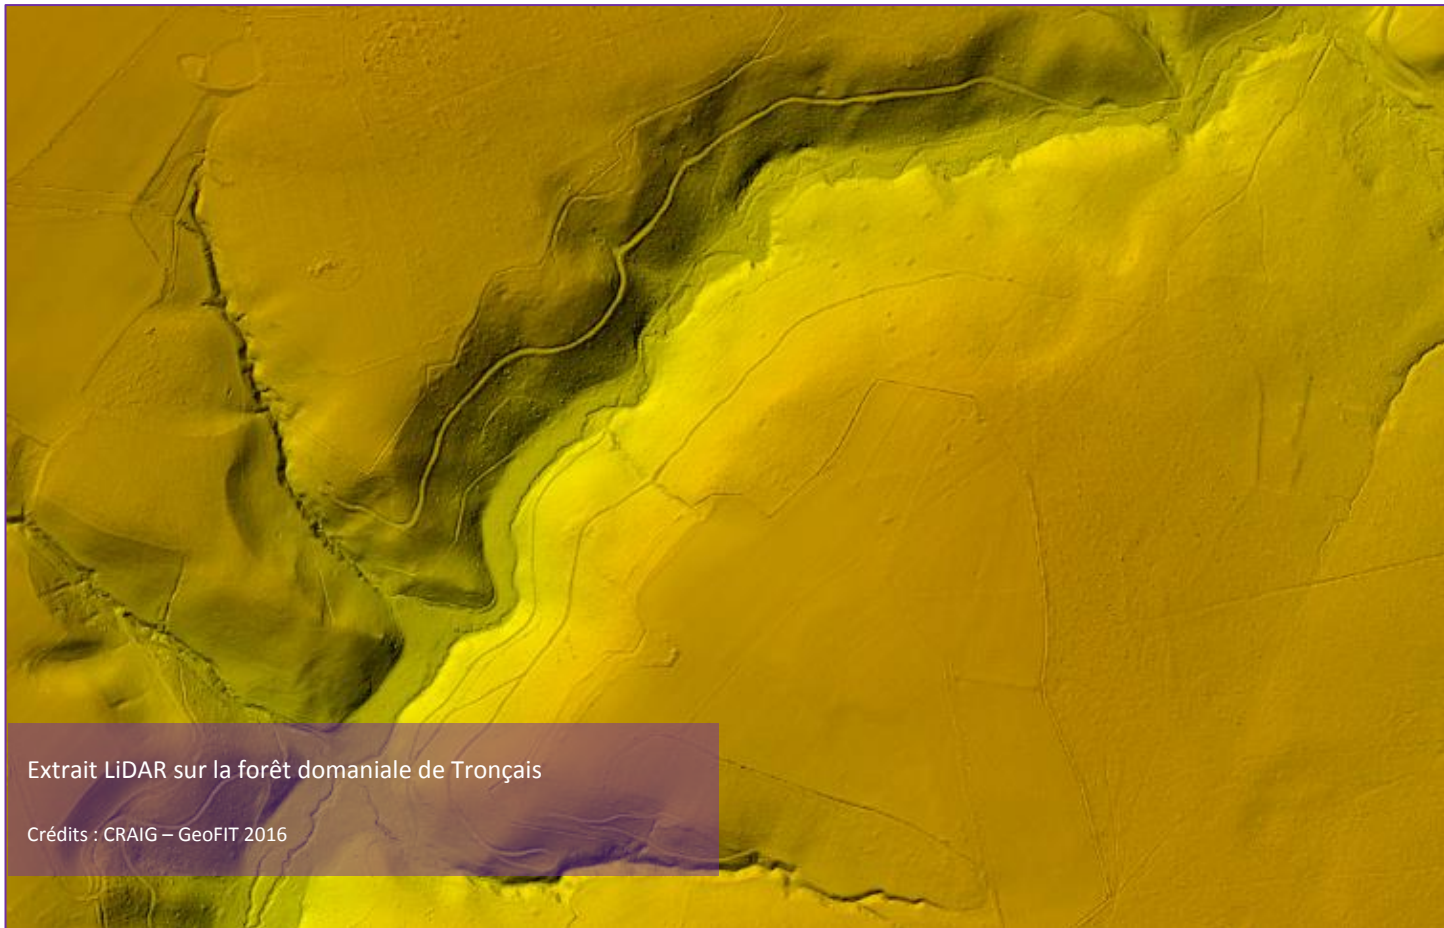 Extrait LiDAR sur la forêt domaniale de Tronçais
Crédits : CRAIG – GeoFIT 2016